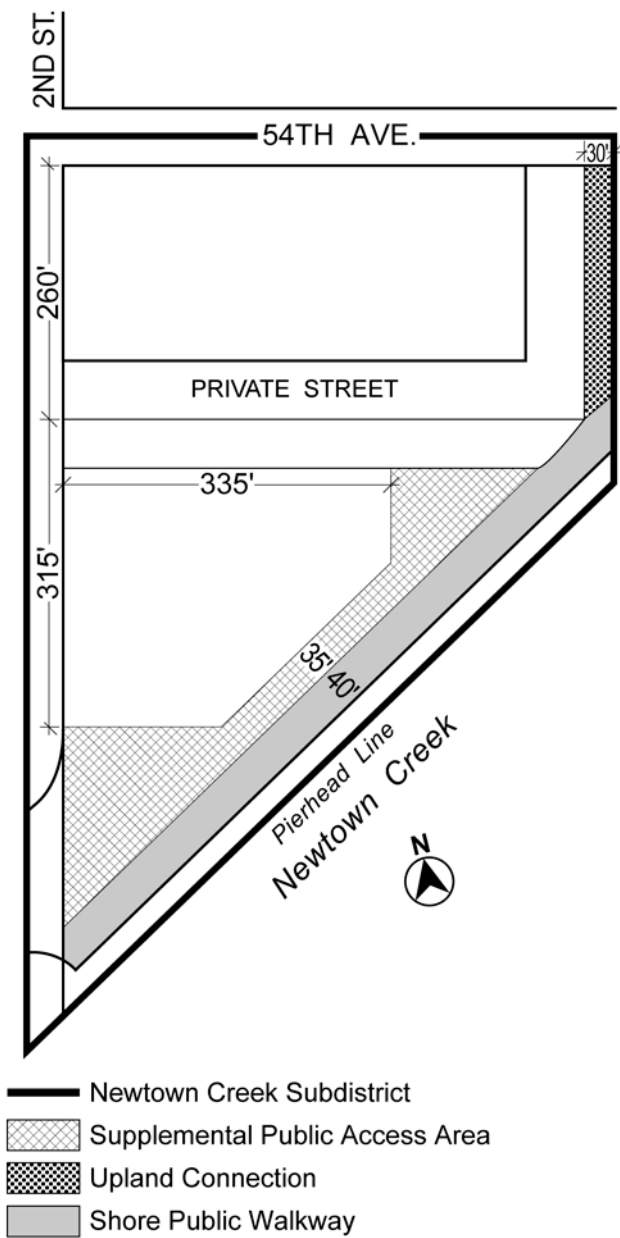 2ND ST.
54TH AVE.
30'
260'
PRIVATE STREET
335'
315'
35' 40'
Pierhead Line
Newtown Creek
N
Newtown Creek Subdistrict
Supplemental Public Access Area
Upland Connection
Shore Public Walkway